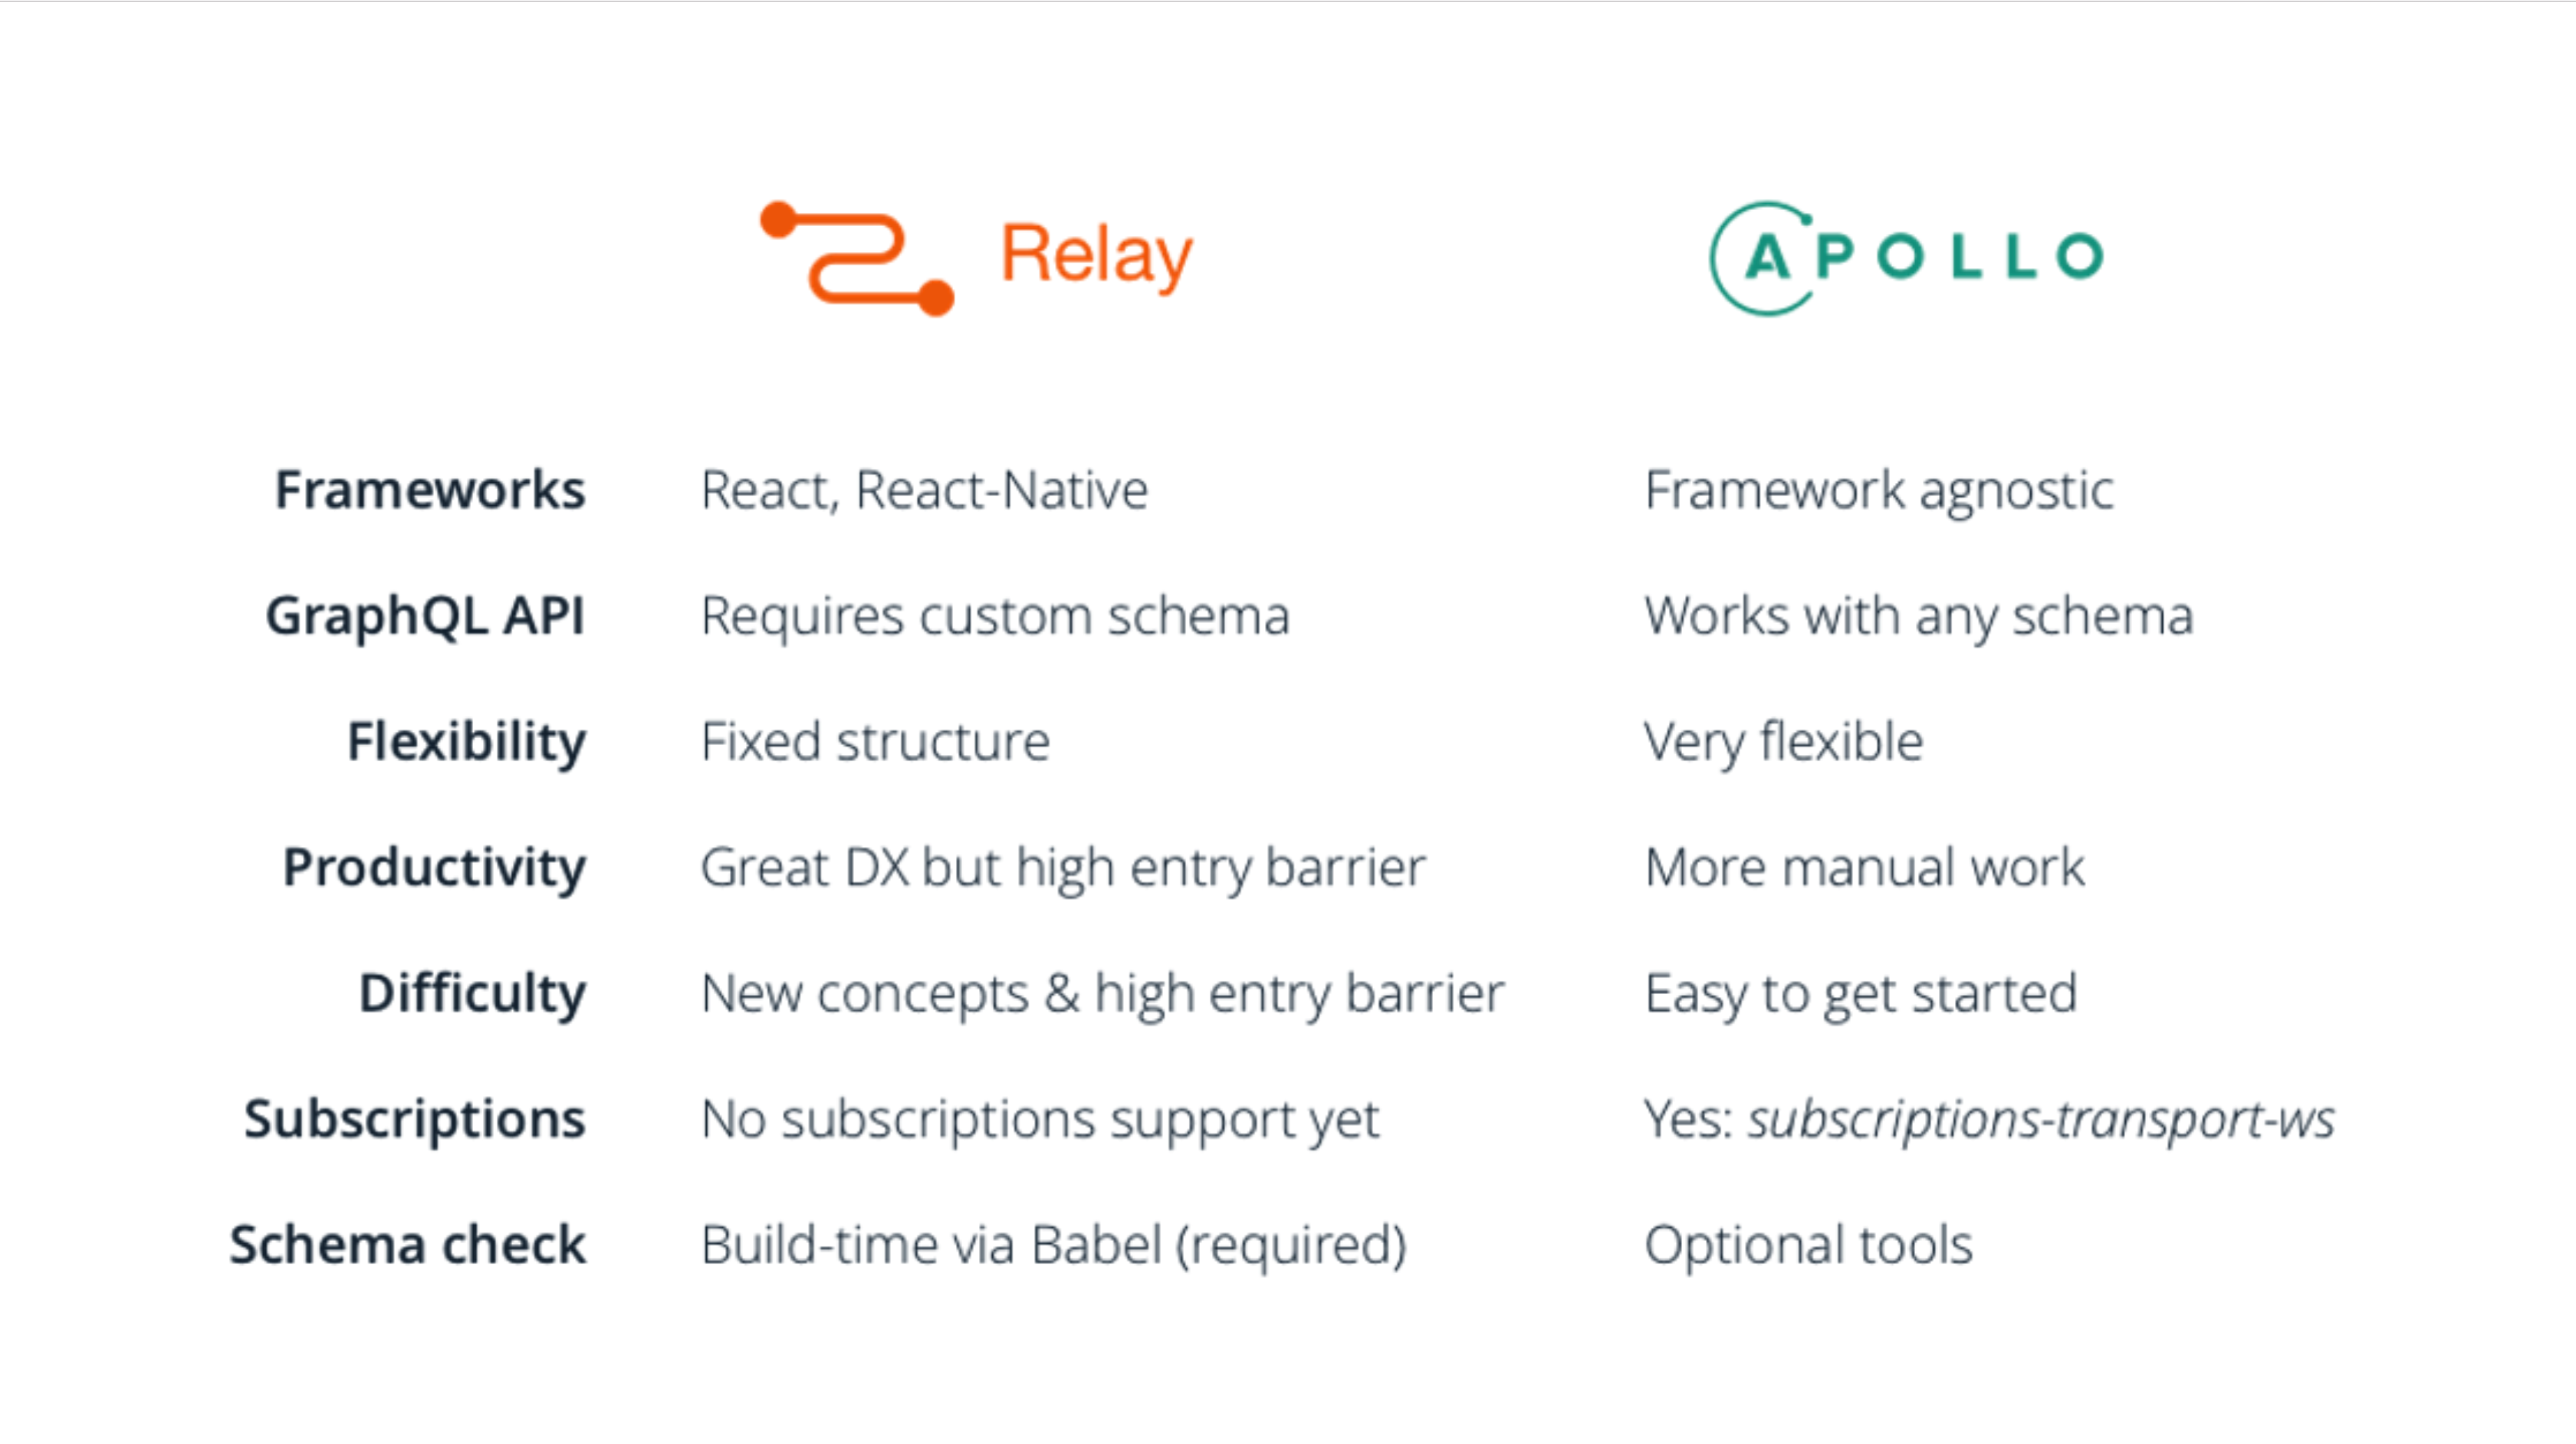 Relay APOLLO
Frameworks React, React-Native Framework agnostic
GraphQL API Requires custom schema Works with any schema
Flexibility Fixed structure Very flexible
Productivity Great DX but high entry barrier More manual work
Difficulty New concepts & high entry barrier Easy to get started
Subscriptions No subscriptions support yet Yes: subscriptions-transport-ws
Schema check Build-time via Babel (required) Optional tools